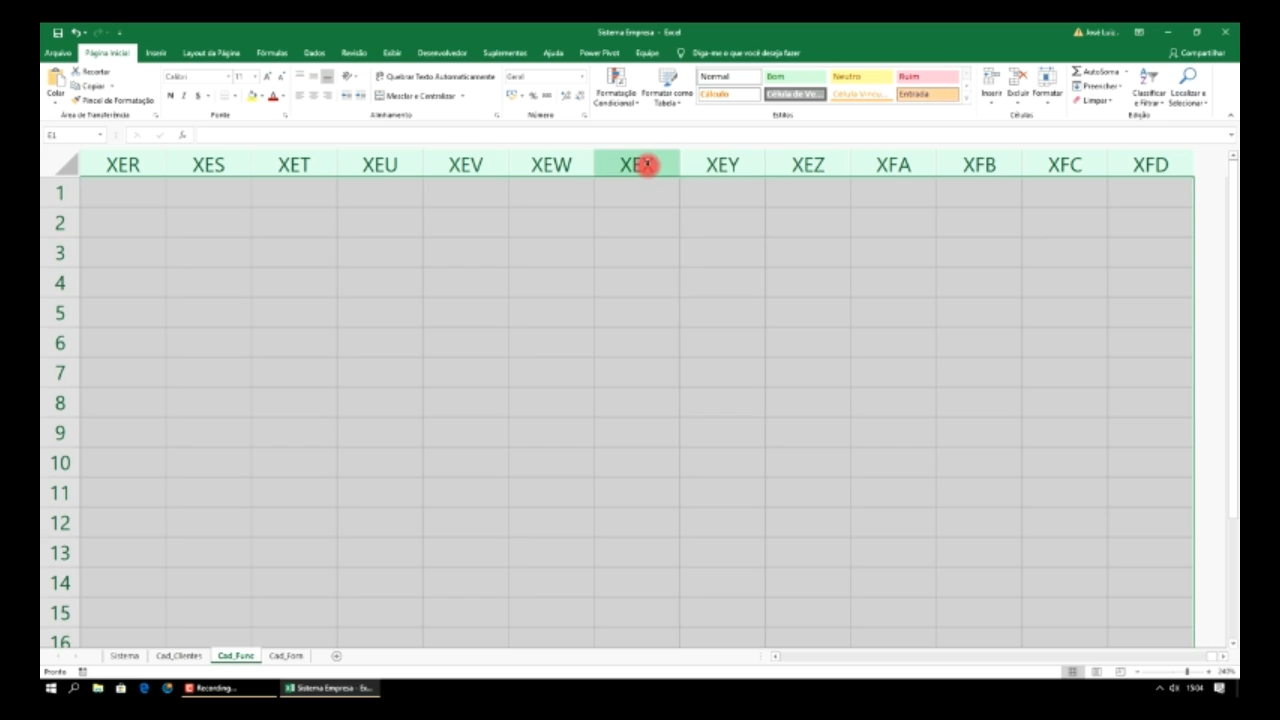 Sistema Empresa - Excel
José Luiz
Arquivo Página Inicial Inserir Layout da Página Fórmulas Dados Revisão Exibir Desenvolvedor Suplementos Ajuda Power Pivot Equipe Diga-me o que você deseja fazer Compartilhar
Recortar Calibri 11 Quebrar Texto Automaticamente Geral Normal Bom Neutro Ruim AutoSoma
Copiar Preencher
Colar Pincel de Formatação N I S Mesclar e Centralizar % Formatação Condicional Formatar como Tabela Cálculo Célula de Ve... Célula Víncu... Entrada Inserir Excluir Formatar Limpar Classificar e Filtrar Localizar e Selecionar
Área de Transferência Fonte Alinhamento Número Estilos Células Edição
E1 fx
XER XES XET XEU XEV XEW XEX XEY XEZ XFA XFB XFC XFD
1
2
3
4
5
6
7
8
9
10
11
12
13
14
15
16
Sistema Cad_Clientes Cad_Func Cad_Forn
Pronto 240%
Recording... Sistema Empresa - Ex... 15:04